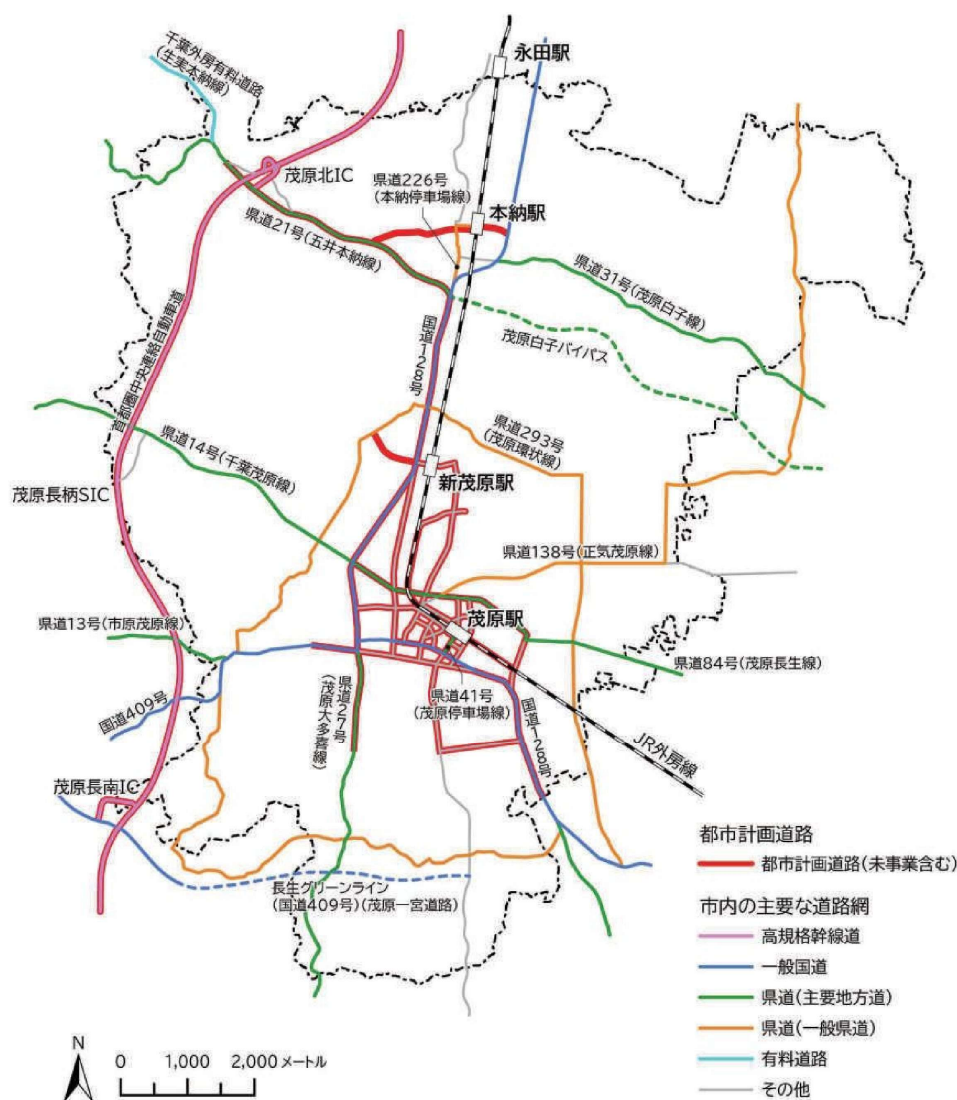 永田駅
千葉外房有料道路
(生実本納線)
茂原北IC
県道226号
(本納停車場線)
本納駅
県道21号(五井本納線)
県道31号(茂原白子線)
首都圏中央連絡自動車道
国道128号
茂原白子バイパス
県道14号(千葉茂原線)
県道293号
(茂原環状線)
新茂原駅
茂原長柄SIC
県道138号(正気茂原線)
県道13号(市原茂原線)
茂原駅
県道84号(茂原長生線)
国道409号
県道27号
(茂原大多喜線)
県道41号
(茂原停車場線)
国道128号
JR外房線
茂原長南IC
長生グリーンライン
(国道409号)(茂原一宮道路)
都市計画道路
都市計画道路(未事業含む)
市内の主要な道路網
高規格幹線道
一般国道
県道(主要地方道)
県道(一般県道)
有料道路
その他
N
0 1,000 2,000 メートル